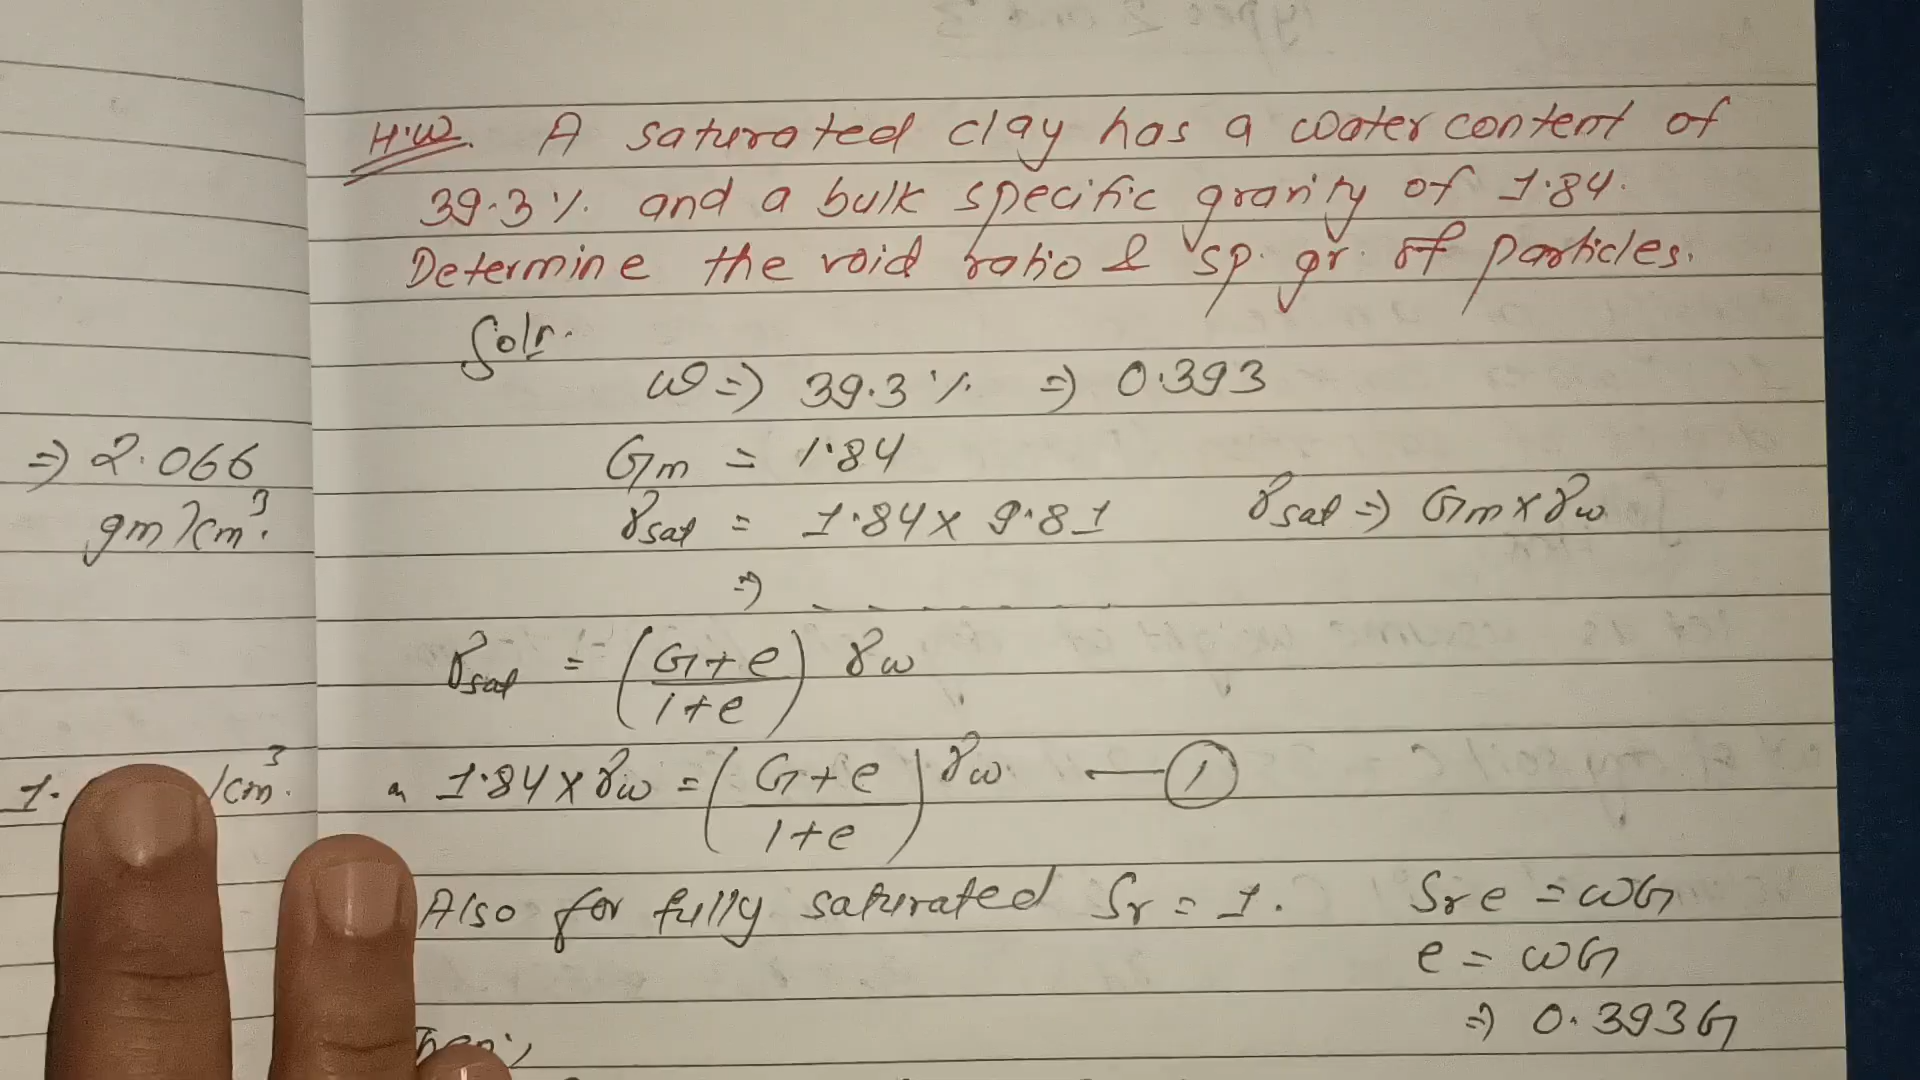 ⇒ 2.066
gm/cm³.
1. /cm³.
H.W. A saturated clay has a water content of
39.3%. and a bulk specific gravity of 1.84.
Determine the void ratio & sp. gr. of particles.
Soln.
ω ⇒ 39.3 % ⇒ 0.393
Gm = 1.84
γsat = 1.84 × 9.81 γsat ⇒ Gm × γw
⇒ - - - - - -
γsat = (G+e / 1+e) γw
1.84 × γw = (G+e / 1+e) γw. — ①
Also for fully saturated Sr = 1. Sre = ωG
e = ωG
⇒ 0.393G